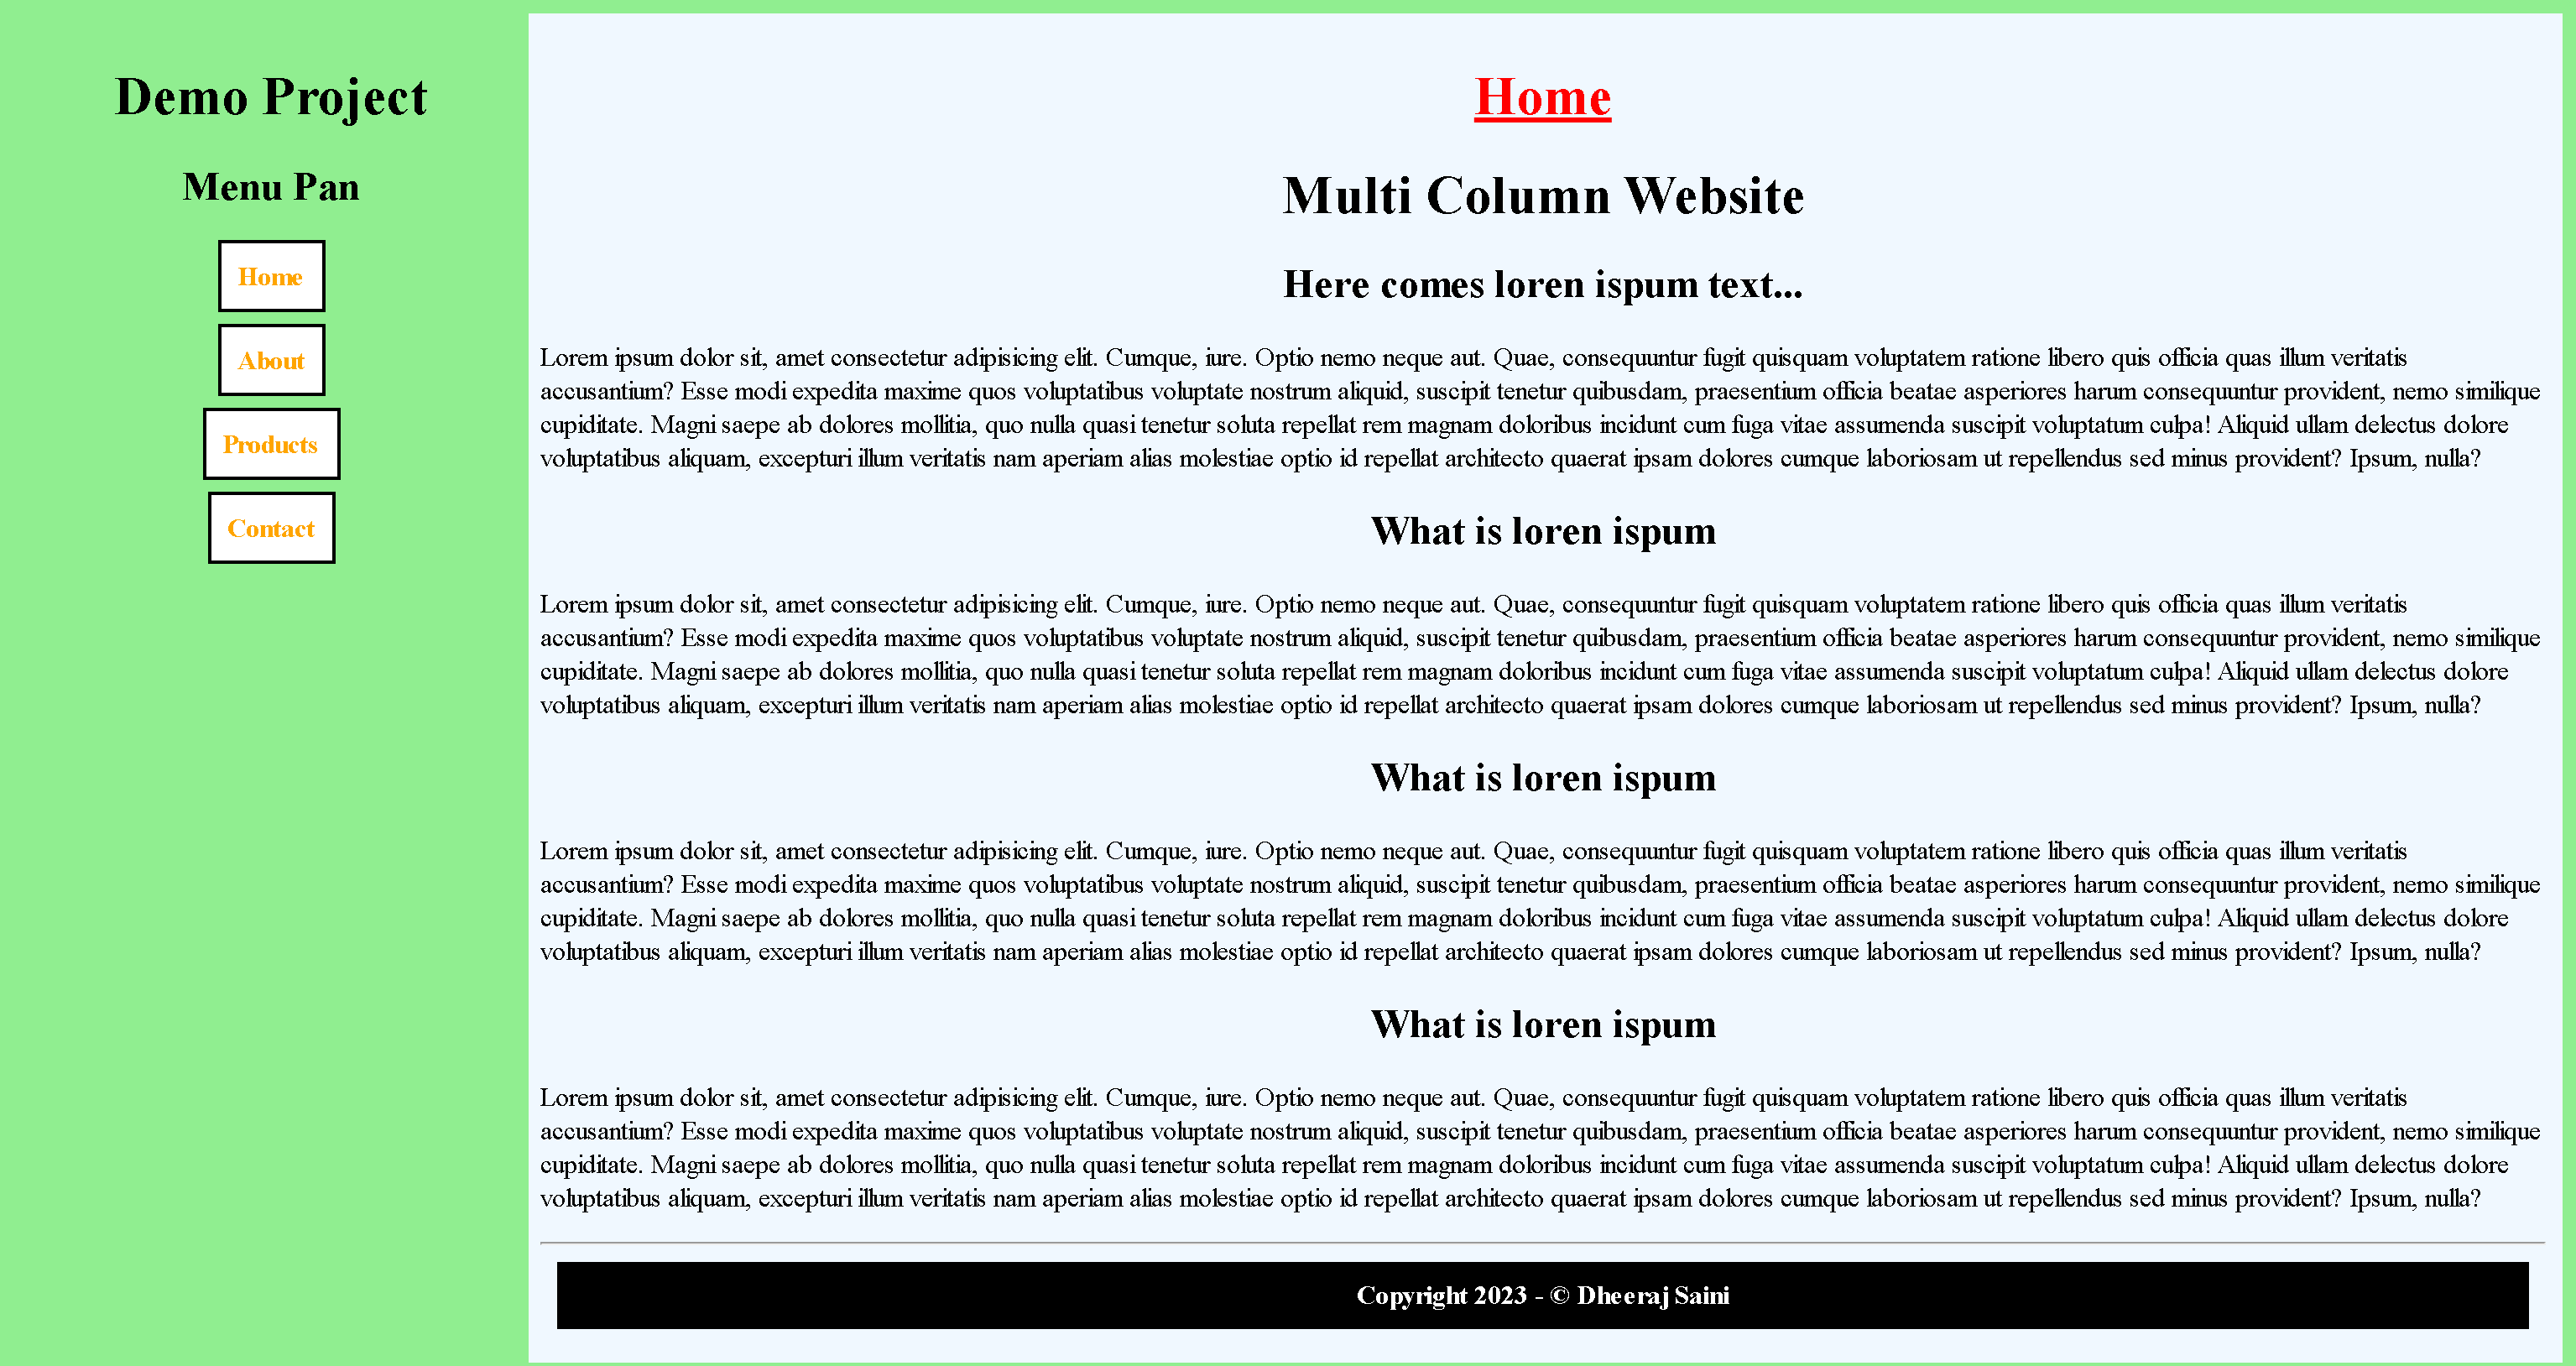 Demo Project
Menu Pan
Home
About
Products
Contact
Home
Multi Column Website
Here comes loren ispum text...
Lorem ipsum dolor sit, amet consectetur adipisicing elit. Cumque, iure. Optio nemo neque aut. Quae, consequuntur fugit quisquam voluptatem ratione libero quis officia quas illum veritatis
accusantium? Esse modi expedita maxime quos voluptatibus voluptate nostrum aliquid, suscipit tenetur quibusdam, praesentium officia beatae asperiores harum consequuntur provident, nemo similique
cupiditate. Magni saepe ab dolores mollitia, quo nulla quasi tenetur soluta repellat rem magnam doloribus incidunt cum fuga vitae assumenda suscipit voluptatum culpa! Aliquid ullam delectus dolore
voluptatibus aliquam, excepturi illum veritatis nam aperiam alias molestiae optio id repellat architecto quaerat ipsam dolores cumque laboriosam ut repellendus sed minus provident? Ipsum, nulla?
What is loren ispum
Lorem ipsum dolor sit, amet consectetur adipisicing elit. Cumque, iure. Optio nemo neque aut. Quae, consequuntur fugit quisquam voluptatem ratione libero quis officia quas illum veritatis
accusantium? Esse modi expedita maxime quos voluptatibus voluptate nostrum aliquid, suscipit tenetur quibusdam, praesentium officia beatae asperiores harum consequuntur provident, nemo similique
cupiditate. Magni saepe ab dolores mollitia, quo nulla quasi tenetur soluta repellat rem magnam doloribus incidunt cum fuga vitae assumenda suscipit voluptatum culpa! Aliquid ullam delectus dolore
voluptatibus aliquam, excepturi illum veritatis nam aperiam alias molestiae optio id repellat architecto quaerat ipsam dolores cumque laboriosam ut repellendus sed minus provident? Ipsum, nulla?
What is loren ispum
Lorem ipsum dolor sit, amet consectetur adipisicing elit. Cumque, iure. Optio nemo neque aut. Quae, consequuntur fugit quisquam voluptatem ratione libero quis officia quas illum veritatis
accusantium? Esse modi expedita maxime quos voluptatibus voluptate nostrum aliquid, suscipit tenetur quibusdam, praesentium officia beatae asperiores harum consequuntur provident, nemo similique
cupiditate. Magni saepe ab dolores mollitia, quo nulla quasi tenetur soluta repellat rem magnam doloribus incidunt cum fuga vitae assumenda suscipit voluptatum culpa! Aliquid ullam delectus dolore
voluptatibus aliquam, excepturi illum veritatis nam aperiam alias molestiae optio id repellat architecto quaerat ipsam dolores cumque laboriosam ut repellendus sed minus provident? Ipsum, nulla?
What is loren ispum
Lorem ipsum dolor sit, amet consectetur adipisicing elit. Cumque, iure. Optio nemo neque aut. Quae, consequuntur fugit quisquam voluptatem ratione libero quis officia quas illum veritatis
accusantium? Esse modi expedita maxime quos voluptatibus voluptate nostrum aliquid, suscipit tenetur quibusdam, praesentium officia beatae asperiores harum consequuntur provident, nemo similique
cupiditate. Magni saepe ab dolores mollitia, quo nulla quasi tenetur soluta repellat rem magnam doloribus incidunt cum fuga vitae assumenda suscipit voluptatum culpa! Aliquid ullam delectus dolore
voluptatibus aliquam, excepturi illum veritatis nam aperiam alias molestiae optio id repellat architecto quaerat ipsam dolores cumque laboriosam ut repellendus sed minus provident? Ipsum, nulla?
Copyright 2023 - © Dheeraj Saini